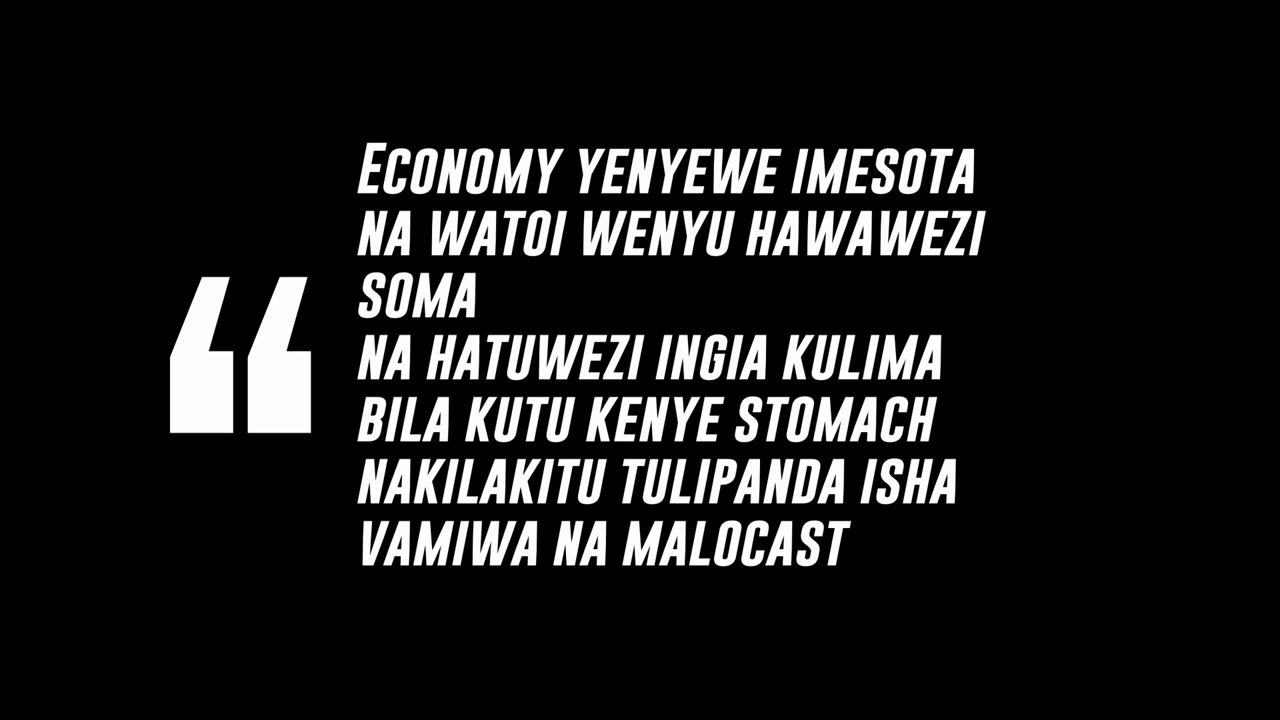 “
Economy yenyewe imesota
na watoi wenyu hawawezi
soma
na hatuwezi ingia kulima
bila kutu kenye stomach
nakilakitu tulipanda isha
vamiwa na malocast